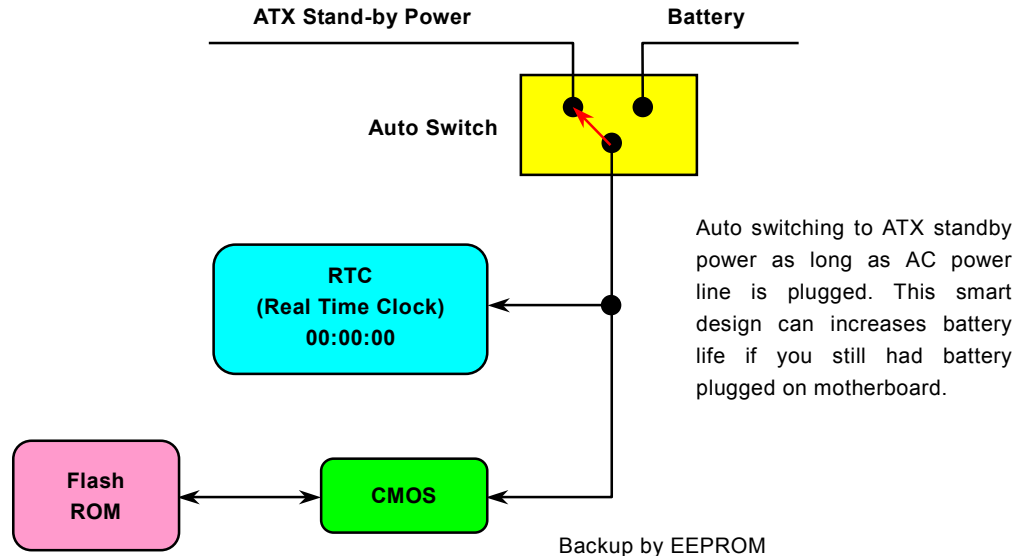 ATX Stand-by Power
Battery
Auto Switch
Auto switching to ATX standby
power as long as AC power
line is plugged. This smart
design can increases battery
life if you still had battery
plugged on motherboard.
RTC
(Real Time Clock)
00:00:00
Flash
ROM
CMOS
Backup by EEPROM